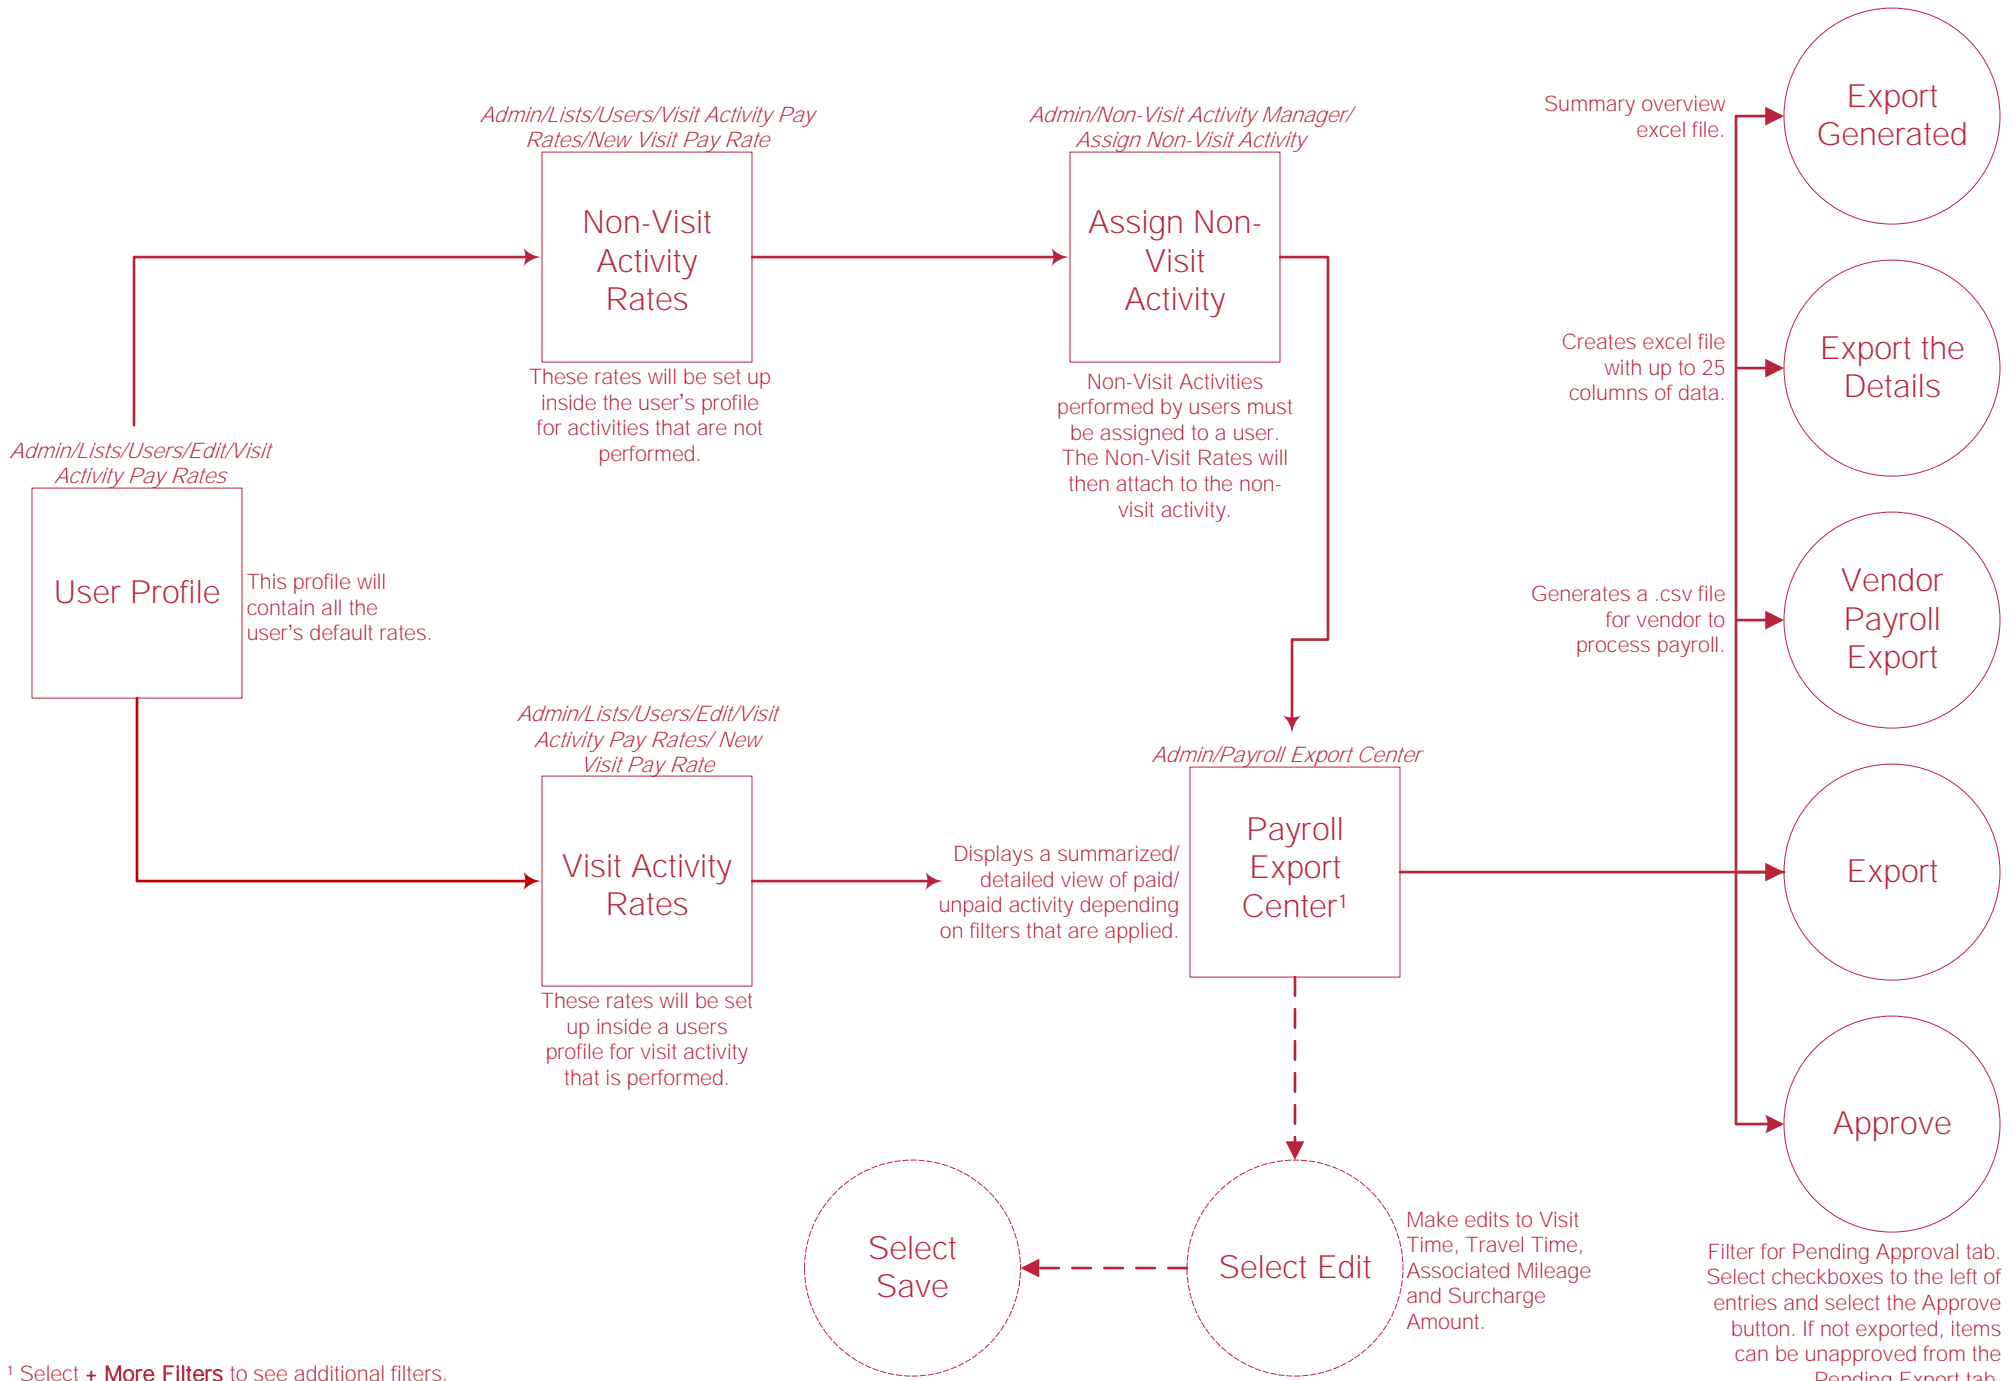 Admin/Lists/Users/Visit Activity Pay
Rates/New Visit Pay Rate
Non-Visit
Activity
Rates
These rates will be set up
inside the user’s profile
for activities that are not
performed.
Admin/Non-Visit Activity Manager/
Assign Non-Visit Activity
Assign Non-
Visit
Activity
Non-Visit Activities
performed by users must
be assigned to a user.
The Non-Visit Rates will
then attach to the non-
visit activity.
Admin/Lists/Users/Edit/Visit
Activity Pay Rates
User Profile
This profile will
contain all the
user’s default rates.
Admin/Lists/Users/Edit/Visit
Activity Pay Rates/ New
Visit Pay Rate
Visit Activity
Rates
These rates will be set
up inside a users
profile for visit activity
that is performed.
Displays a summarized/
detailed view of paid/
unpaid activity depending
on filters that are applied.
Admin/Payroll Export Center
Payroll
Export
Center¹
Summary overview
excel file.
Export
Generated
Creates excel file
with up to 25
columns of data.
Export the
Details
Generates a .csv file
for vendor to
process payroll.
Vendor
Payroll
Export
Export
Approve
Filter for Pending Approval tab.
Select checkboxes to the left of
entries and select the Approve
button. If not exported, items
can be unapproved from the
Pending Export tab.
Select Edit
Make edits to Visit
Time, Travel Time,
Associated Mileage
and Surcharge
Amount.
Select
Save
¹ Select + More Filters to see additional filters.